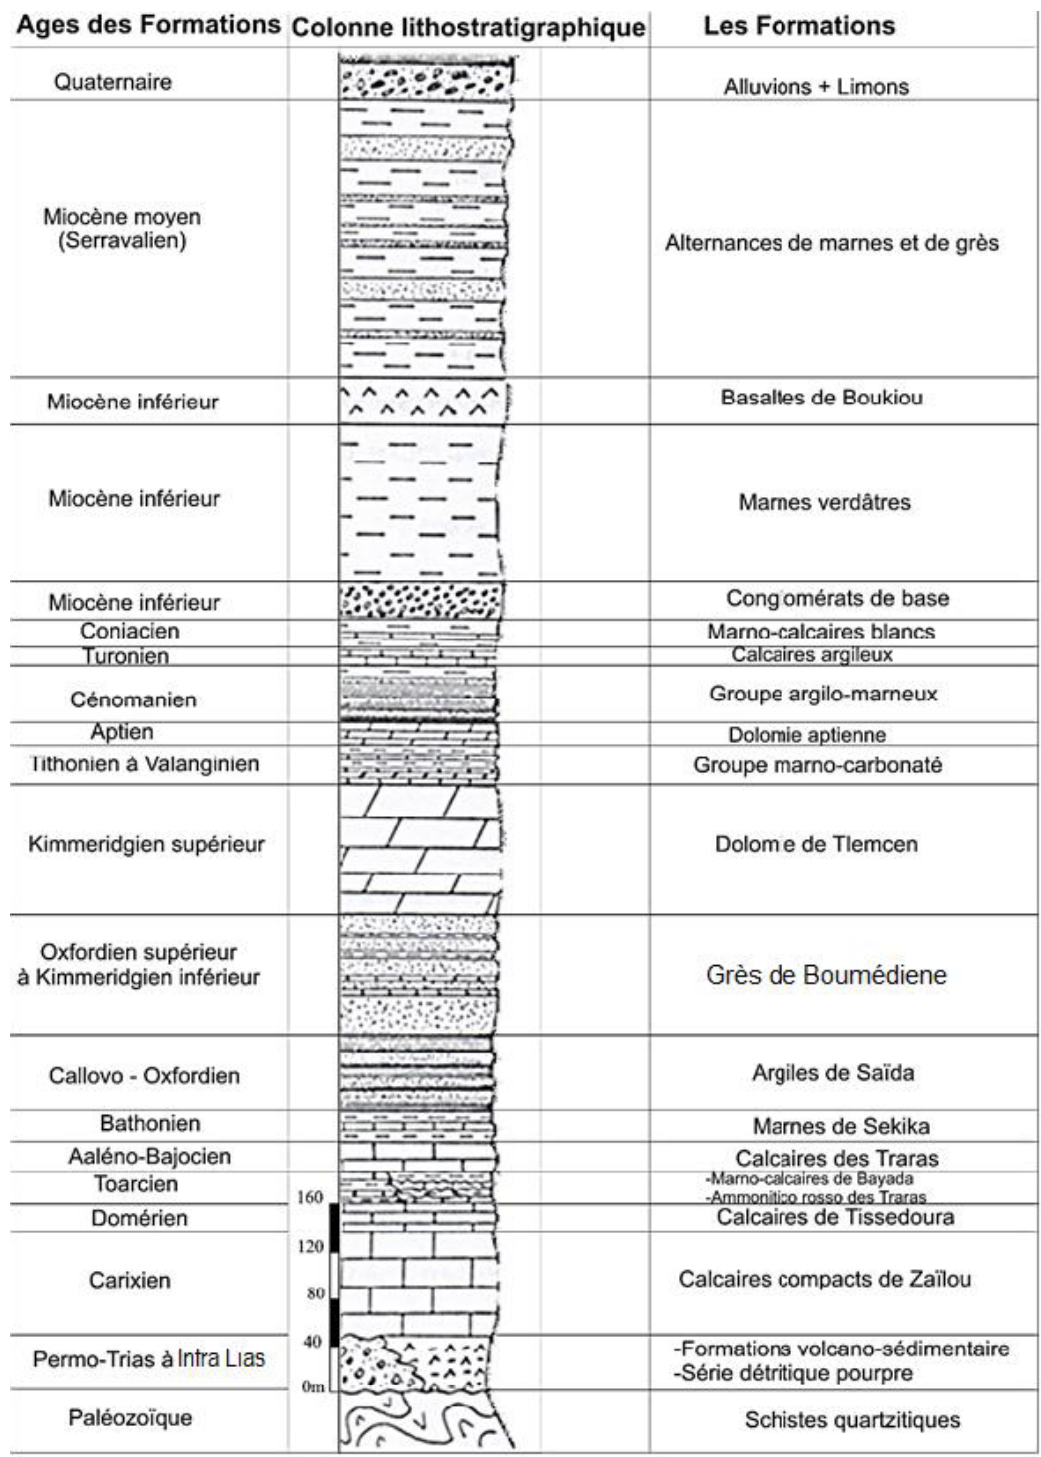 Ages des Formations Colonne lithostratigraphique Les Formations
Quaternaire
Alluvions + Limons
Miocène moyen
(Serravalien)
Alternances de marnes et de grès
Miocène inférieur
Basaltes de Boukiou
Miocène inférieur
Marnes verdâtres
Miocène inférieur
Conglomérats de base
Coniacien
Marno-calcaires blancs
Turonien
Calcaires argileux
Cénomanien
Groupe argilo-marneux
Aptien
Dolomie aptienne
Tithonien à Valanginien
Groupe marno-carbonaté
Kimmeridgien supérieur
Dolomie de Tlemcen
Oxfordien supérieur
à Kimmeridgien inférieur
Grès de Boumédiene
Callovo - Oxfordien
Argiles de Saïda
Bathonien
Marnes de Sekika
Aaléno-Bajocien
Calcaires des Traras
Toarcien
-Marno-calcaires de Bayada
-Ammonitico rosso des Traras
160
Domérien
Calcaires de Tissedoura
120
Carixien
Calcaires compacts de Zaïlou
80
40
Permo-Trias à Intra Lias
-Formations volcano-sédimentaire
-Série détritique pourpre
0m
Paléozoïque
Schistes quartzitiques